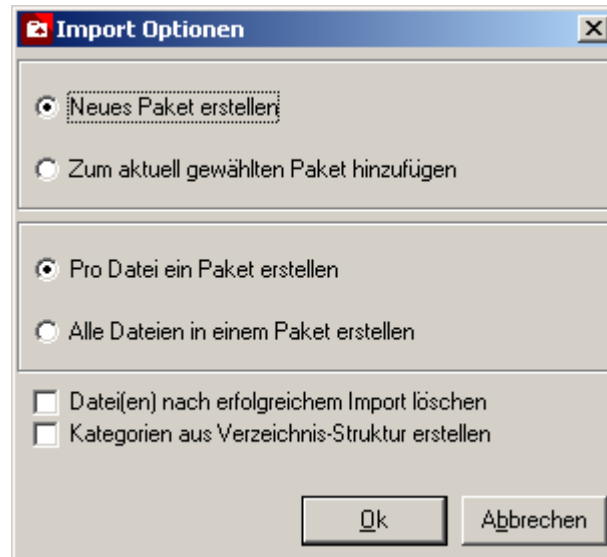 Import Optionen
Neues Paket erstellen
Zum aktuell gewählten Paket hinzufügen
Pro Datei ein Paket erstellen
Alle Dateien in einem Paket erstellen
Datei(en) nach erfolgreichem Import löschen
Kategorien aus Verzeichnis-Struktur erstellen
Ok Abbrechen